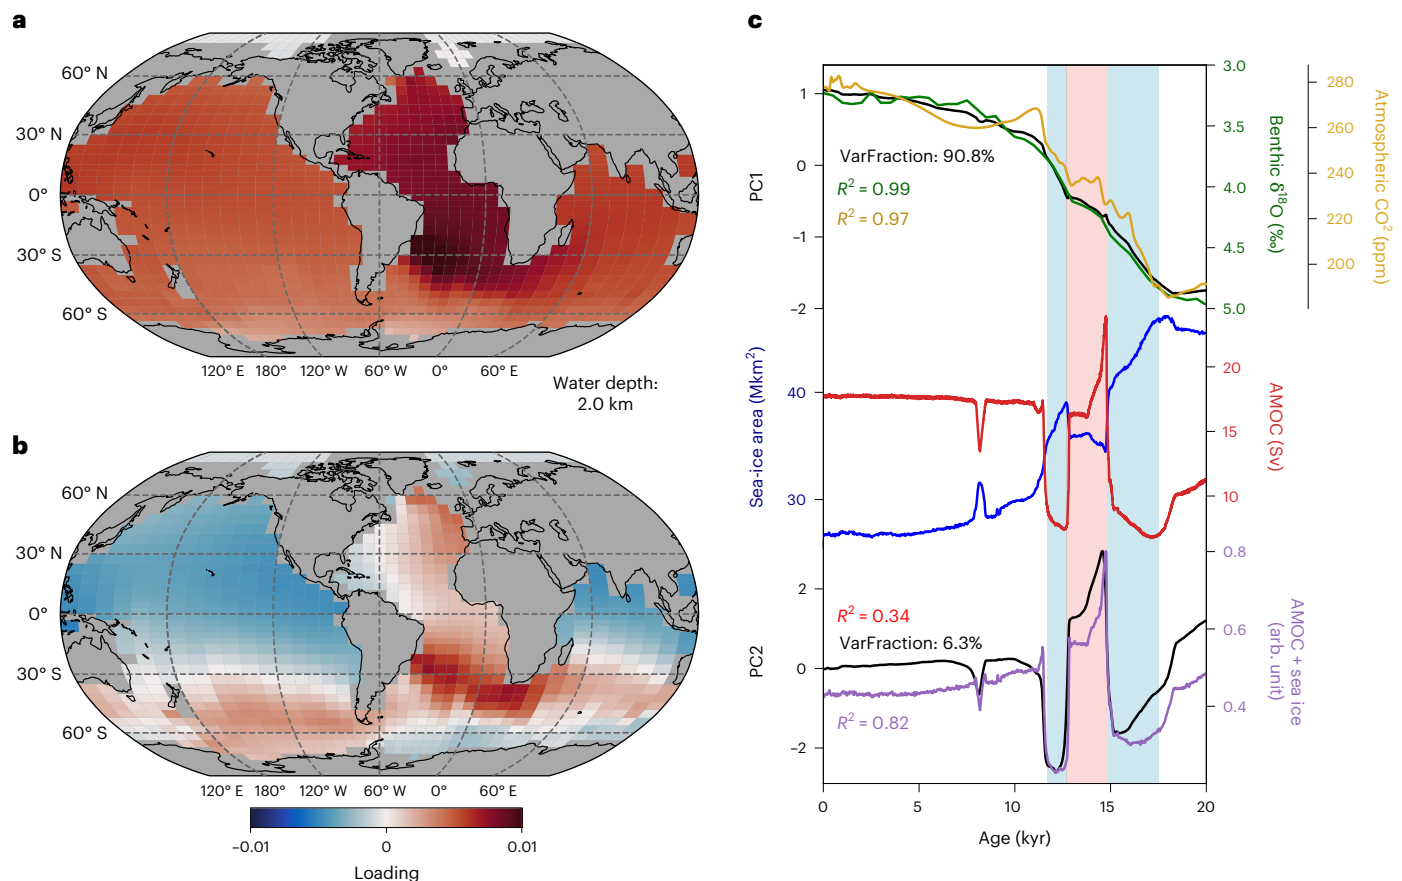 a
60° N
30° N
0°
30° S
60° S
120° E 180° 120° W 60° W 0° 60° E
Water depth:
2.0 km
b
60° N
30° N
0°
30° S
60° S
120° E 180° 120° W 60° W 0° 60° E
−0.01 0 0.01
Loading
c
PC1
1
0
−1
−2
VarFraction: 90.8%
R² = 0.99
R² = 0.97
3.0
3.5
4.0
4.5
5.0
Benthic δ¹⁸O (‰)
280
260
240
220
200
Atmospheric CO² (ppm)
Sea-ice area (Mkm²)
40
30
20
15
10
AMOC (Sv)
PC2
2
0
−2
R² = 0.34
VarFraction: 6.3%
R² = 0.82
0.8
0.6
0.4
AMOC + sea ice
(arb. unit)
0 5 10 15 20
Age (kyr)